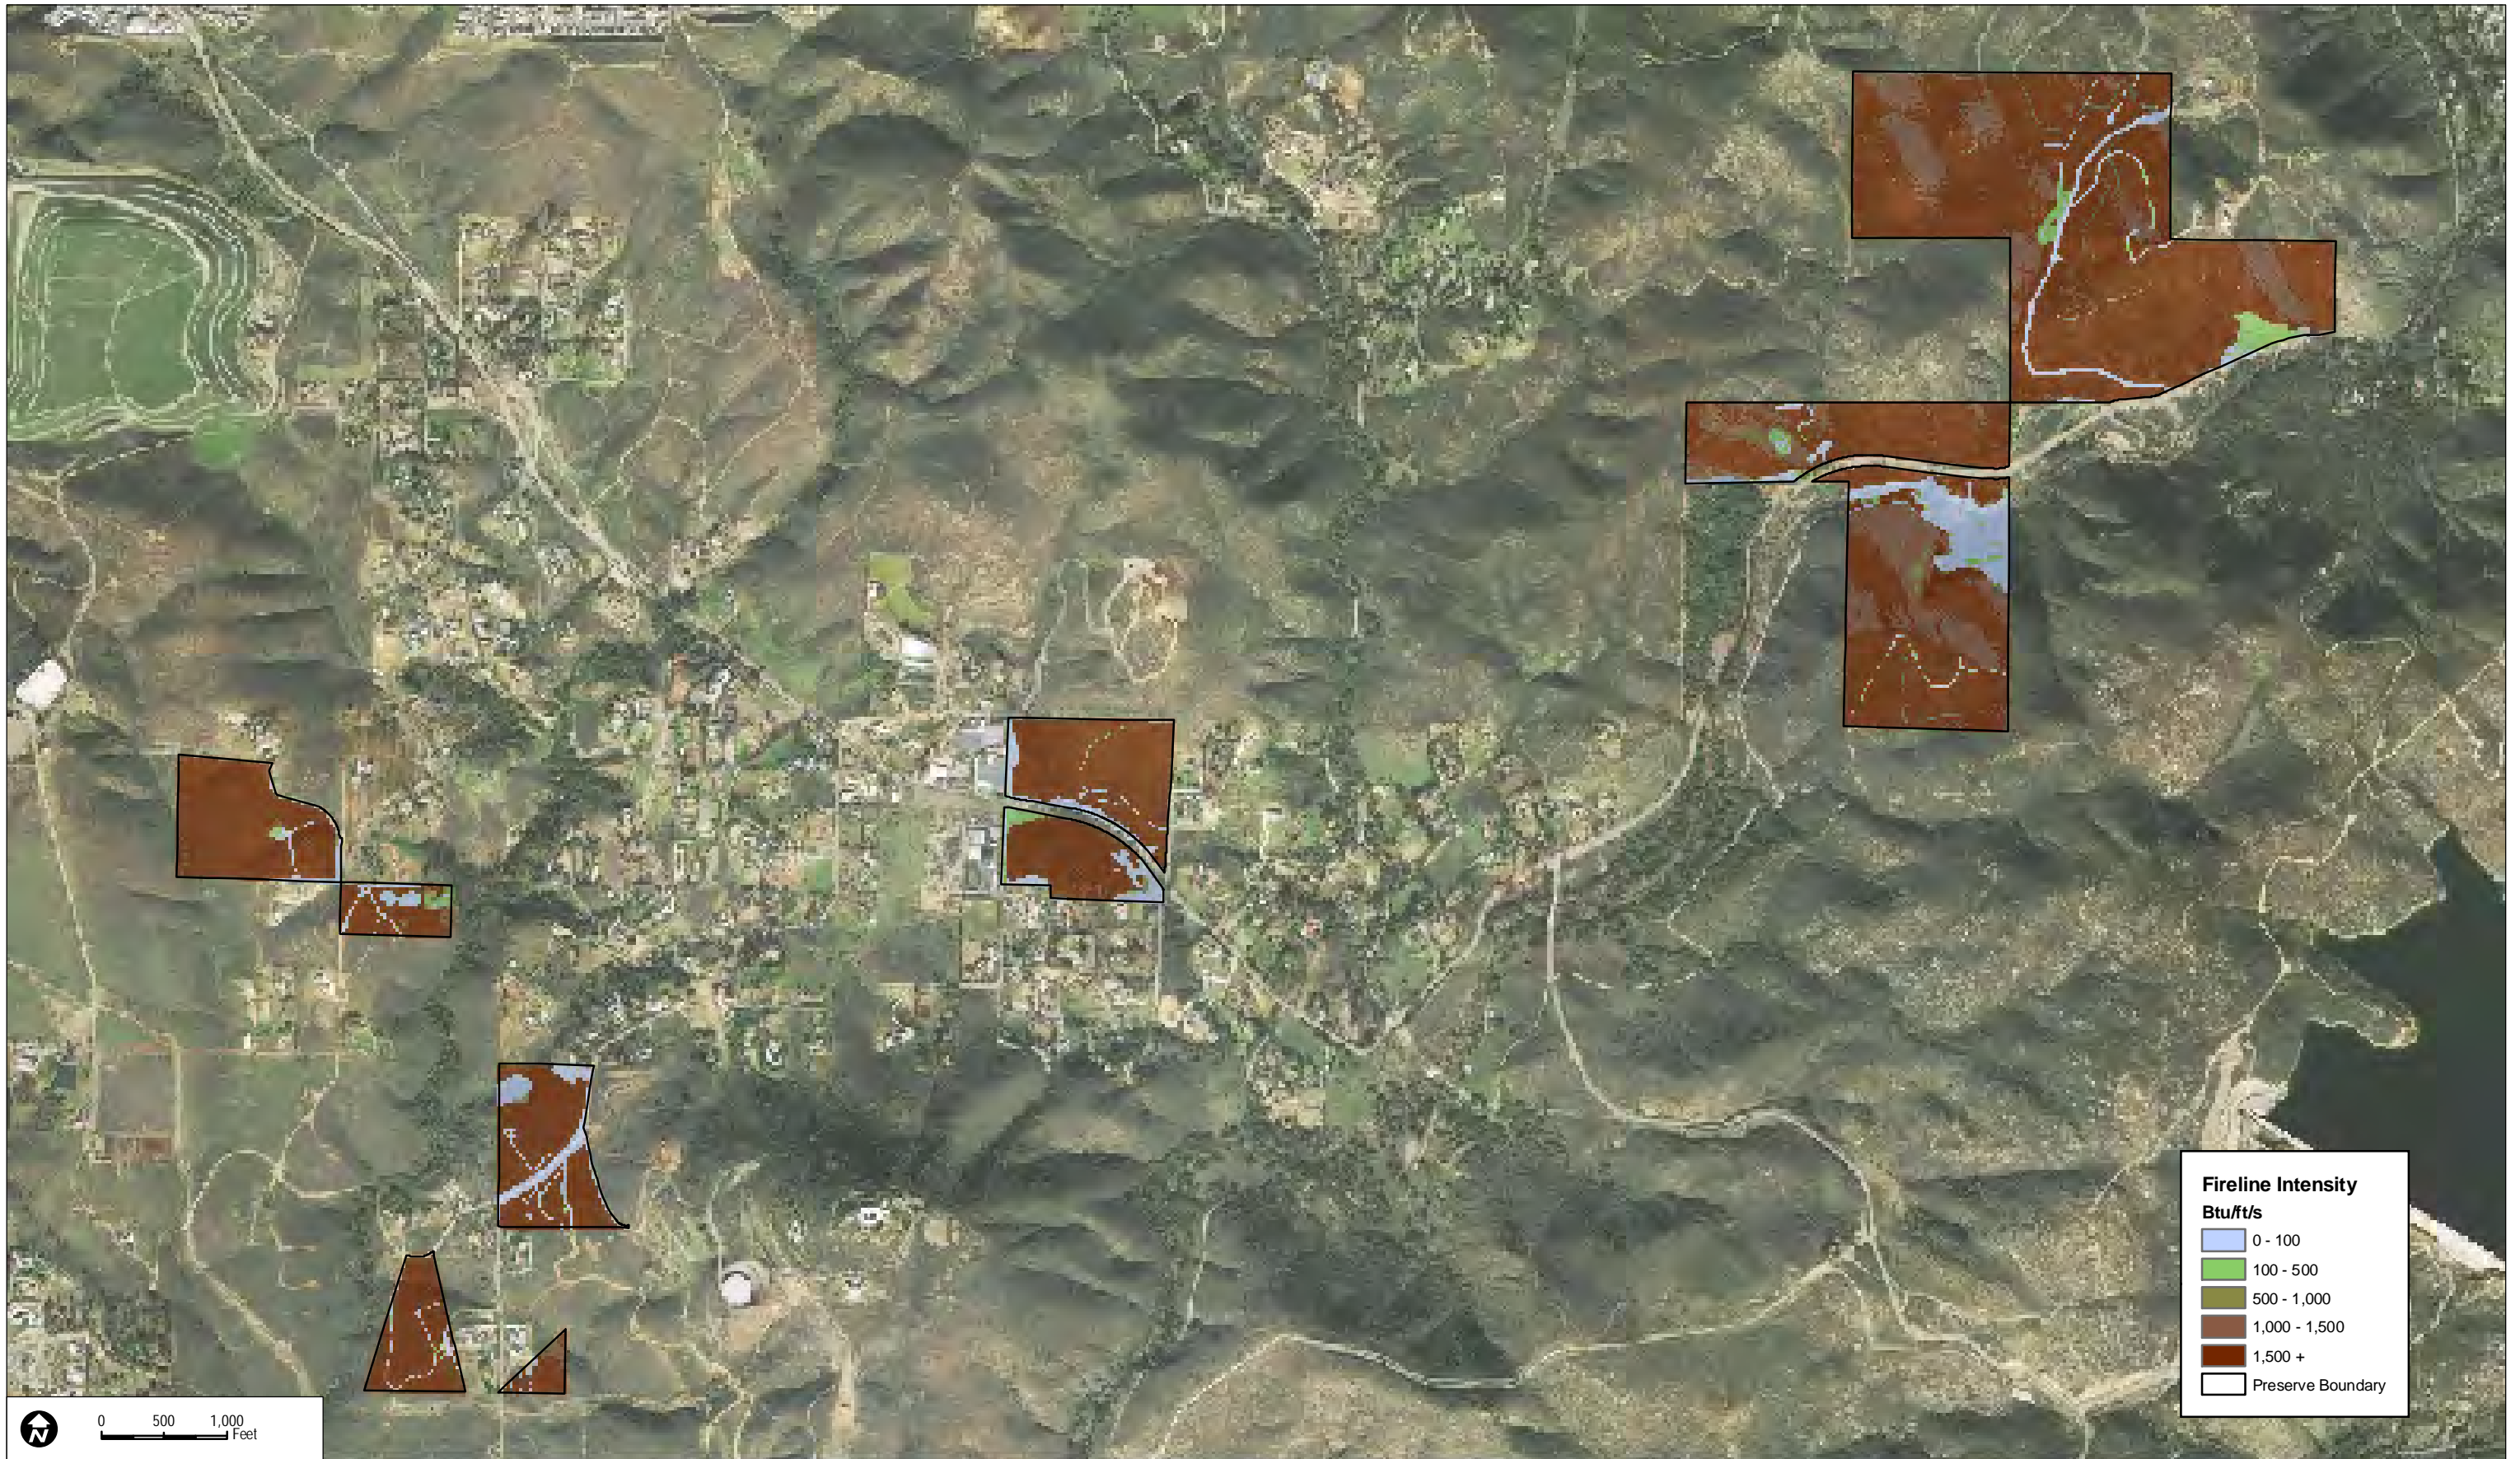 Fireline Intensity
Btu/ft/s
0 - 100
100 - 500
500 - 1,000
1,000 - 1,500
1,500 +
Preserve Boundary
N
0 500 1,000
Feet